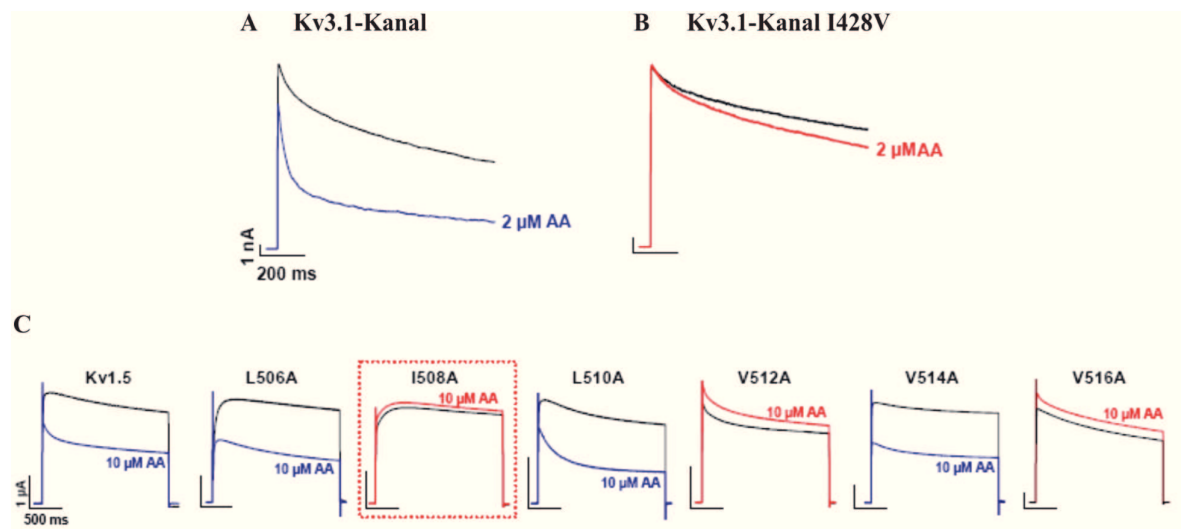 A Kv3.1-Kanal
B Kv3.1-Kanal I428V
2 µM AA
2 µMAA
1 nA
200 ms
C
Kv1.5
L506A
I508A
L510A
V512A
V514A
V516A
10 µM AA
10 µM AA
10 µM AA
10 µM AA
10 µM AA
10 µM AA
10 µM AA
1 µA
500 ms